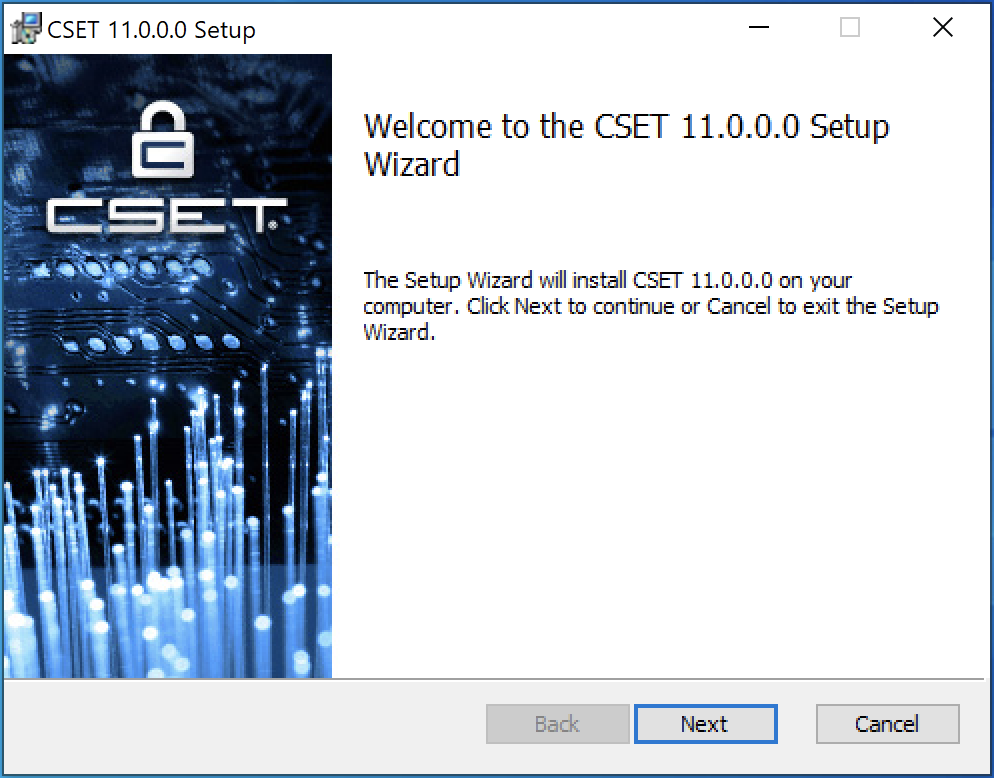 CSET 11.0.0.0 Setup
CSET®
Welcome to the CSET 11.0.0.0 Setup
Wizard
The Setup Wizard will install CSET 11.0.0.0 on your
computer. Click Next to continue or Cancel to exit the Setup
Wizard.
Back
Next
Cancel